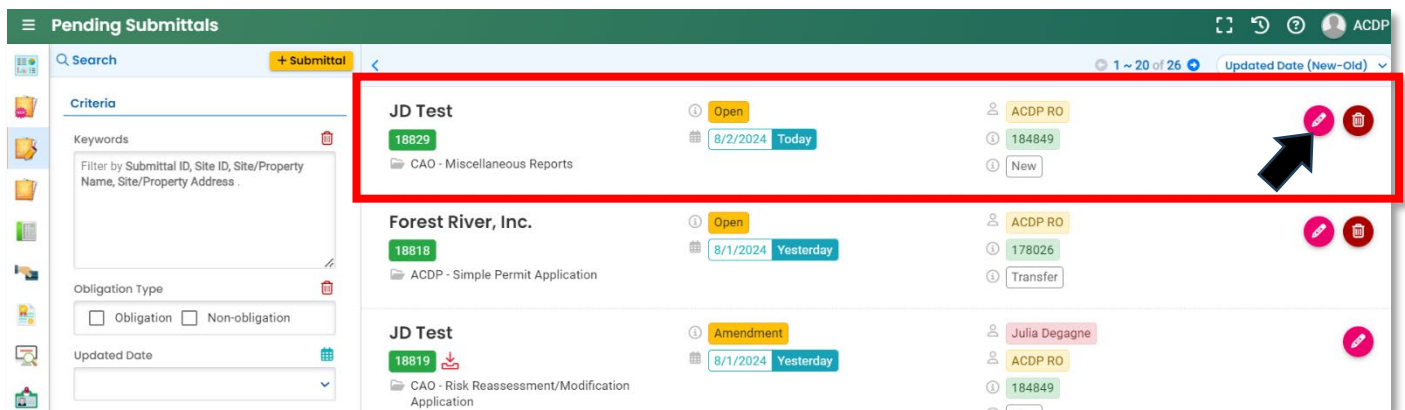 Pending Submittals
ACDP
Search
+ Submittal
1 ~ 20 of 26
Updated Date (New-Old)
Criteria
Keywords
Filter by Submittal ID, Site ID, Site/Property
Name, Site/Property Address .
Obligation Type
Obligation
Non-obligation
Updated Date
JD Test
18829
CAO - Miscellaneous Reports
Open
8/2/2024 Today
ACDP RO
184849
New
Forest River, Inc.
18818
ACDP - Simple Permit Application
Open
8/1/2024 Yesterday
ACDP RO
178026
Transfer
JD Test
18819
CAO - Risk Reassessment/Modification
Application
Amendment
8/1/2024 Yesterday
Julia Degagne
ACDP RO
184849